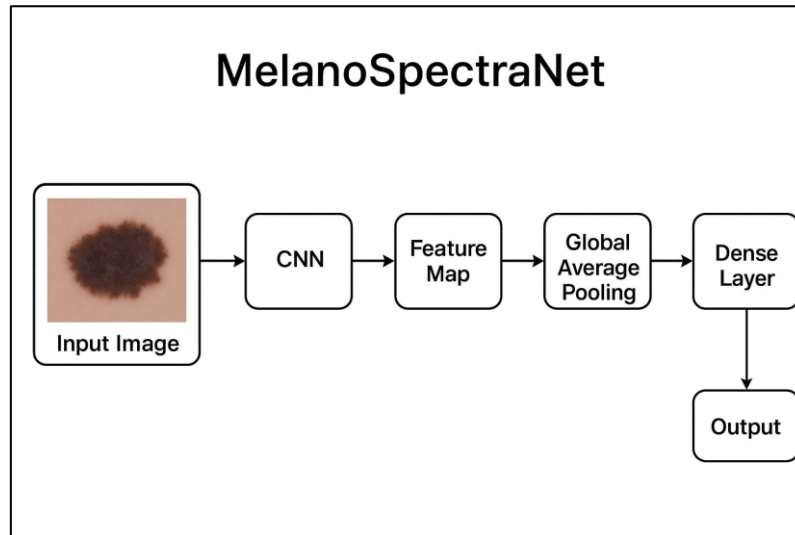 MelanoSpectraNet
Input Image
CNN
Feature
Map
Global
Average
Pooling
Dense
Layer
Output